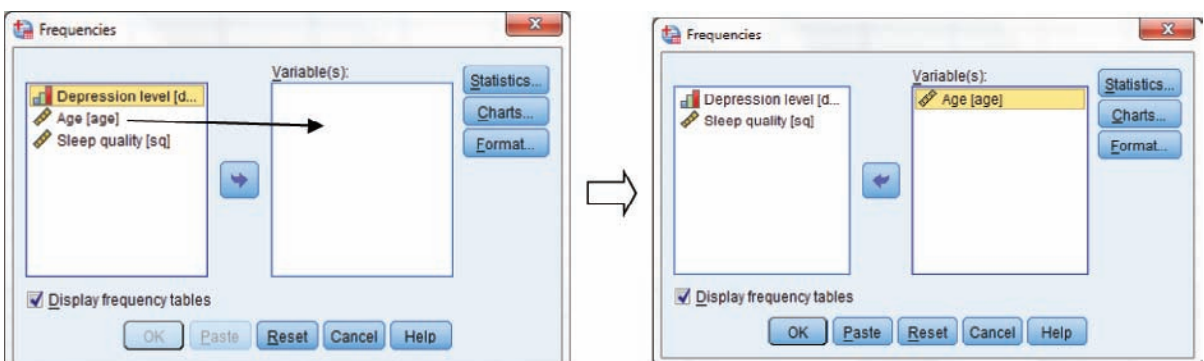 Frequencies
Variable(s):
Depression level [d...
Age [age]
Sleep quality [sq]
Statistics...
Charts...
Format...
Display frequency tables
OK Paste Reset Cancel Help
Frequencies
Variable(s):
Depression level [d...
Sleep quality [sq]
Age [age]
Statistics...
Charts...
Format...
Display frequency tables
OK Paste Reset Cancel Help